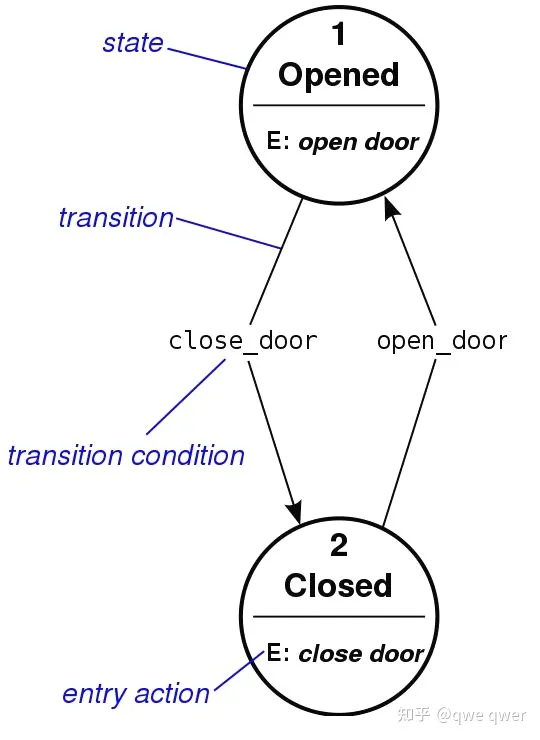 state
1
Opened
E: open door
transition
close_door
open_door
transition condition
2
Closed
E: close door
entry action
知乎 @qwe qwer